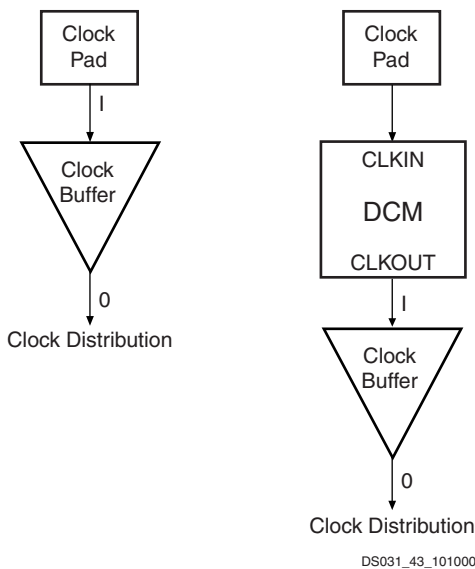 Clock
Pad
I
Clock
Buffer
0
Clock Distribution
Clock
Pad
CLKIN
DCM
CLKOUT
I
Clock
Buffer
0
Clock Distribution
DS031_43_101000